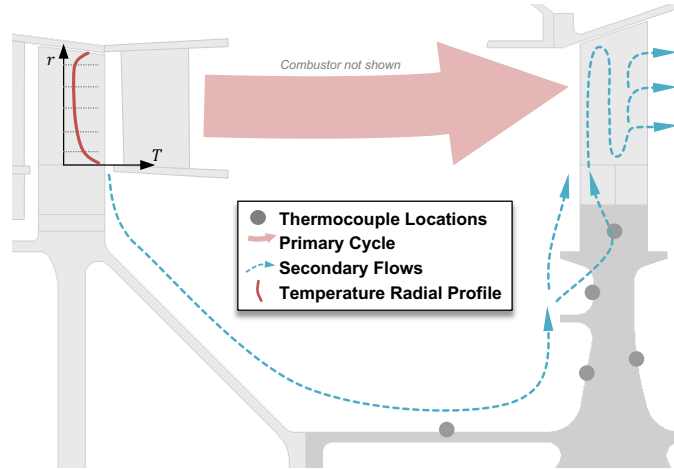 r
Combustor not shown
T
Thermocouple Locations
Primary Cycle
Secondary Flows
Temperature Radial Profile